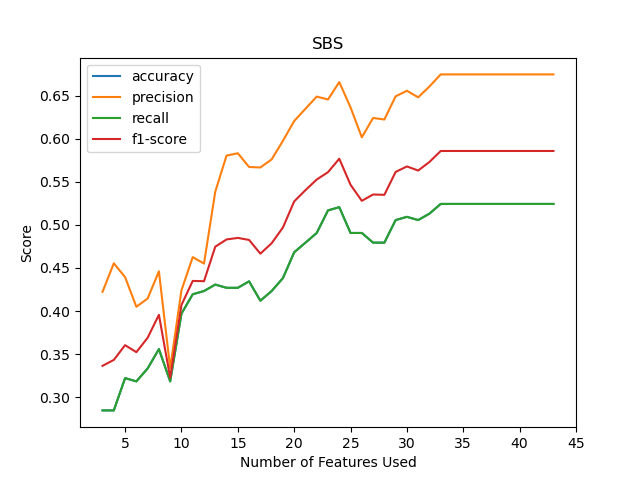 SBS
accuracy
precision
recall
f1-score
0.65
0.60
0.55
0.50
0.45
0.40
0.35
0.30
Score
5 10 15 20 25 30 35 40 45
Number of Features Used